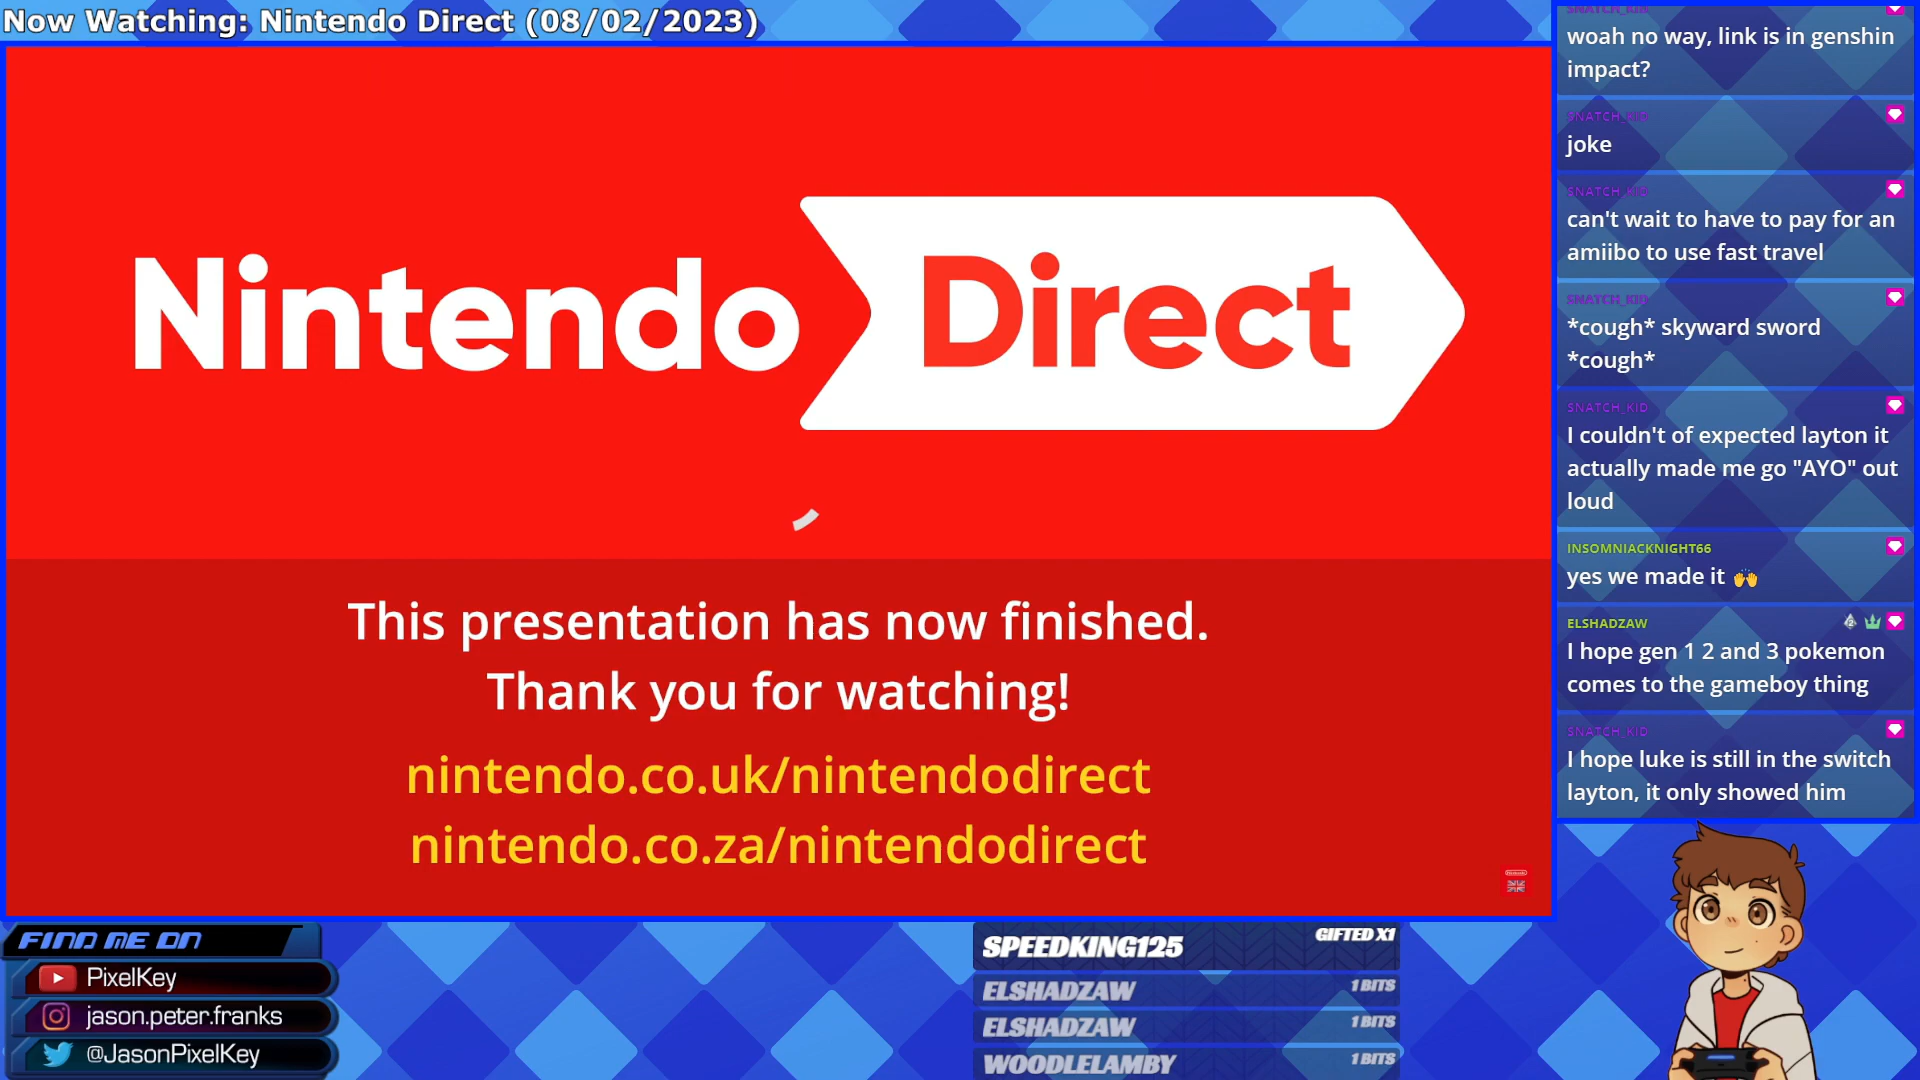 Now Watching: Nintendo Direct (08/02/2023)
Nintendo Direct
This presentation has now finished.
Thank you for watching!
nintendo.co.uk/nintendodirect
nintendo.co.za/nintendodirect
SNATCH_KID
woah no way, link is in genshin
impact?
SNATCH_KID
joke
SNATCH_KID
can't wait to have to pay for an
amiibo to use fast travel
SNATCH_KID
*cough* skyward sword
*cough*
SNATCH_KID
I couldn't of expected layton it
actually made me go "AYO" out
loud
INSOMNIACKNIGHT66
yes we made it 🙌
ELSHADZAW
I hope gen 1 2 and 3 pokemon
comes to the gameboy thing
SNATCH_KID
I hope luke is still in the switch
layton, it only showed him
FIND ME ON
PixelKey
jason.peter.franks
@JasonPixelKey
SPEEDKING125 GIFTED X1
ELSHADZAW 1 BITS
ELSHADZAW 1 BITS
WOODLELAMBY 1 BITS